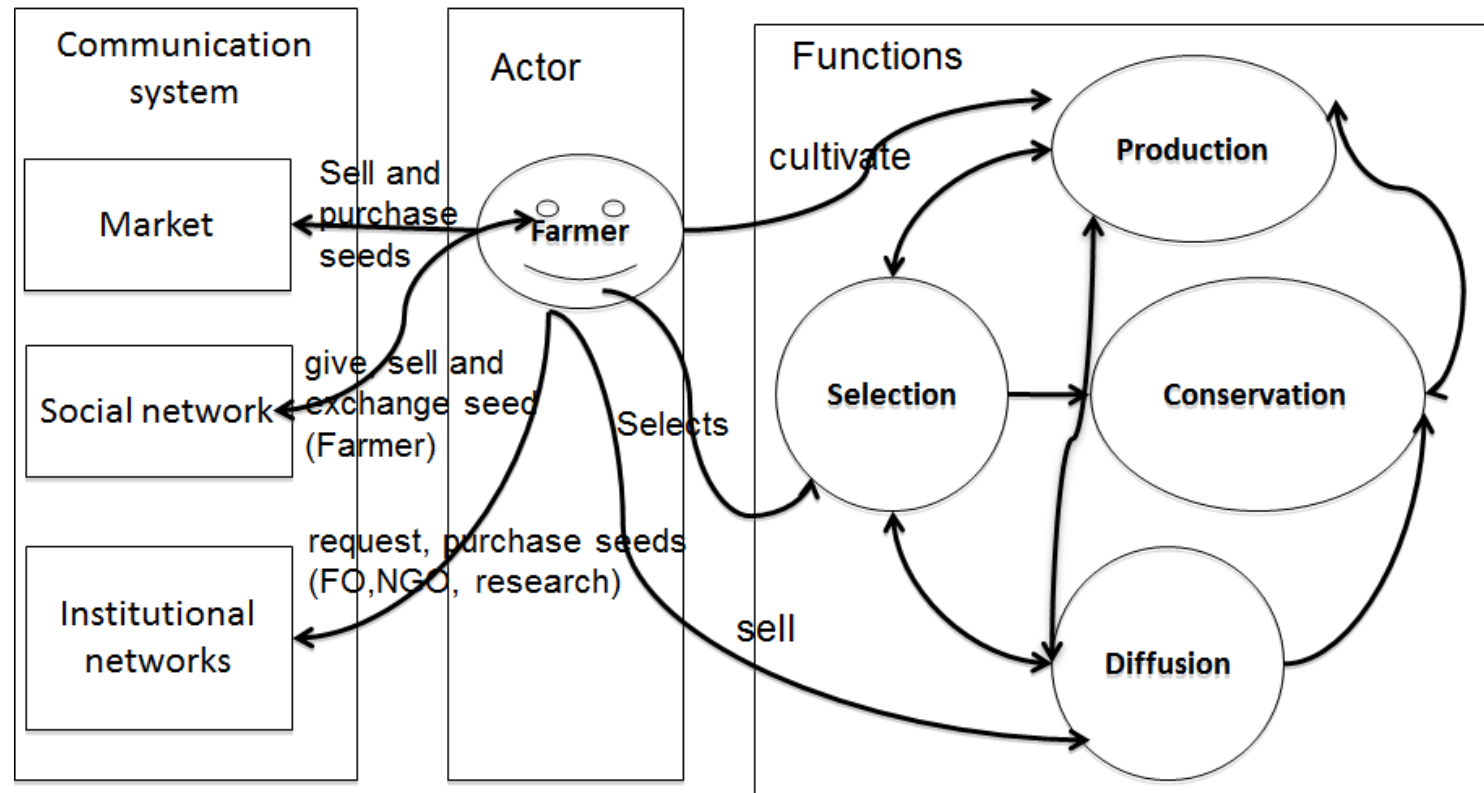 Communication
system
Market
Social network
Institutional
networks
Sell and
purchase
seeds
give, sell and
exchange seed
(Farmer)
request, purchase seeds
(FO,NGO, research)
Actor
Farmer
Selects
sell
cultivate
Functions
Production
Selection
Conservation
Diffusion